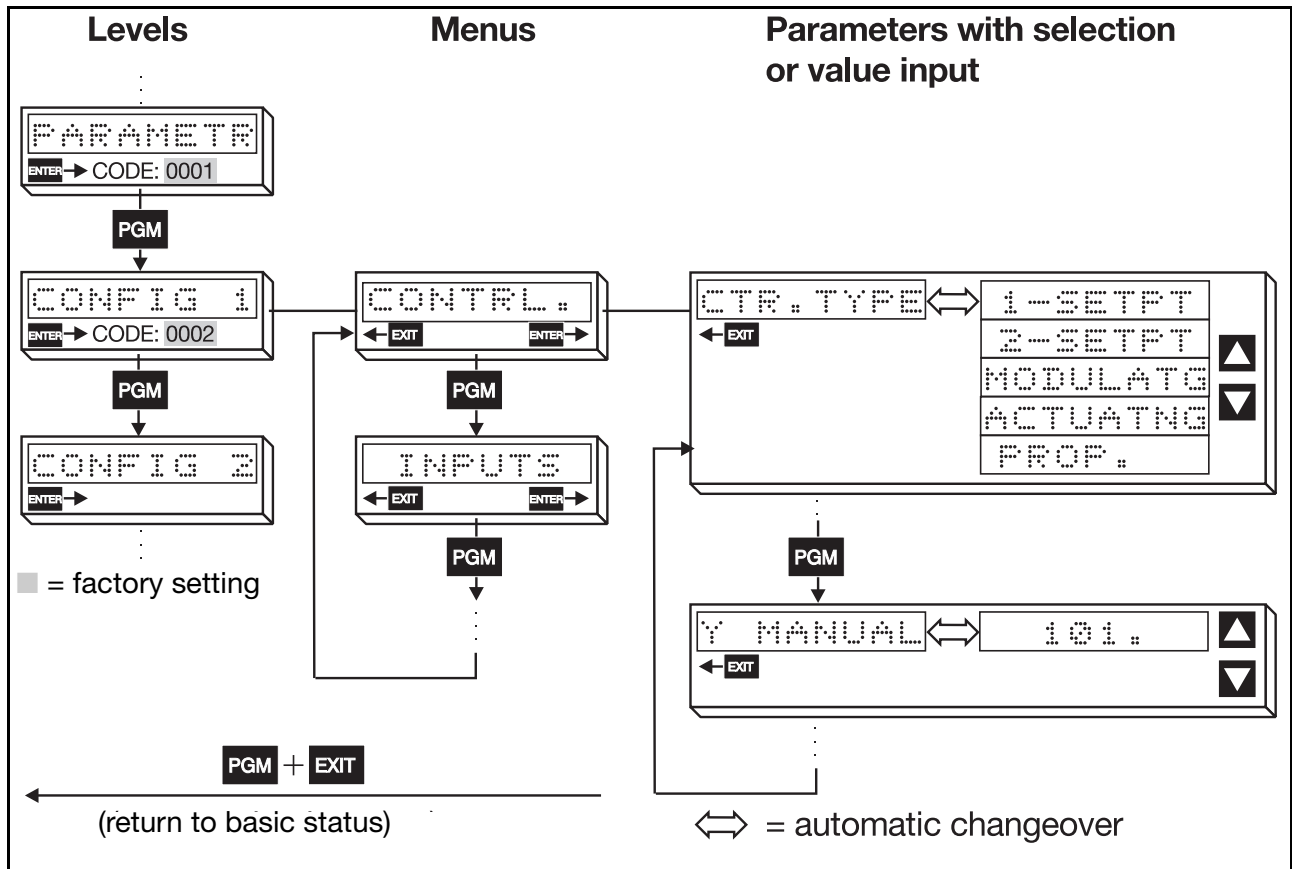 Levels
Menus
Parameters with selection
or value input
PARAMETR
ENTER CODE: 0001
PGM
CONFIG 1
ENTER CODE: 0002
PGM
CONFIG 2
ENTER
= factory setting
CONTRL.
EXIT ENTER
PGM
INPUTS
EXIT ENTER
PGM
CTR.TYPE
EXIT
1-SETPT
2-SETPT
MODULATG
ACTUATNG
PROP.
PGM
Y MANUAL 101.
EXIT
PGM + EXIT
(return to basic status)
= automatic changeover